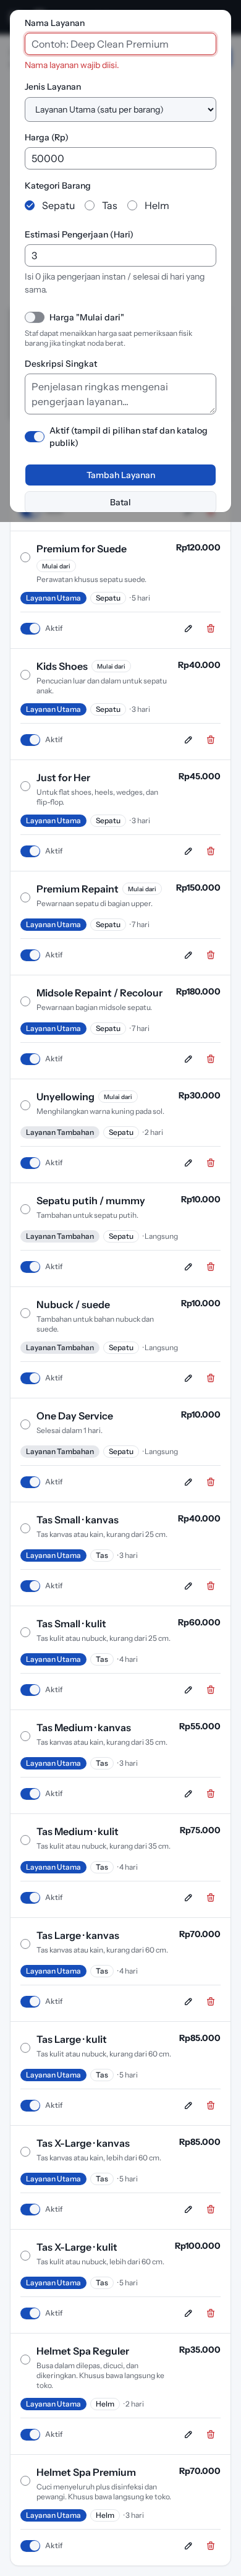 Nama Layanan
Contoh: Deep Clean Premium
Nama layanan wajib diisi.
Jenis Layanan
Layanan Utama (satu per barang)
Harga (Rp)
50000
Kategori Barang
Sepatu Tas Helm
Estimasi Pengerjaan (Hari)
3
Isi 0 jika pengerjaan instan / selesai di hari yang
sama.
Harga "Mulai dari"
Staf dapat menaikkan harga saat pemeriksaan fisik
barang jika tingkat noda berat.
Deskripsi Singkat
Penjelasan ringkas mengenai
pengerjaan layanan...
Aktif (tampil di pilihan staf dan katalog
publik)
Tambah Layanan
Batal
Premium for Suede Rp120.000
Mulai dari
Perawatan khusus sepatu suede.
Layanan Utama Sepatu · 5 hari
Aktif
Kids Shoes Mulai dari Rp40.000
Pencucian luar dan dalam untuk sepatu
anak.
Layanan Utama Sepatu · 3 hari
Aktif
Just for Her Rp45.000
Untuk flat shoes, heels, wedges, dan
flip-flop.
Layanan Utama Sepatu · 3 hari
Aktif
Premium Repaint Mulai dari Rp150.000
Pewarnaan sepatu di bagian upper.
Layanan Utama Sepatu · 7 hari
Aktif
Midsole Repaint / Recolour Rp180.000
Pewarnaan bagian midsole sepatu.
Layanan Utama Sepatu · 7 hari
Aktif
Unyellowing Mulai dari Rp30.000
Menghilangkan warna kuning pada sol.
Layanan Tambahan Sepatu · 2 hari
Aktif
Sepatu putih / mummy Rp10.000
Tambahan untuk sepatu putih.
Layanan Tambahan Sepatu · Langsung
Aktif
Nubuck / suede Rp10.000
Tambahan untuk bahan nubuck dan
suede.
Layanan Tambahan Sepatu · Langsung
Aktif
One Day Service Rp10.000
Selesai dalam 1 hari.
Layanan Tambahan Sepatu · Langsung
Aktif
Tas Small · kanvas Rp40.000
Tas kanvas atau kain, kurang dari 25 cm.
Layanan Utama Tas · 3 hari
Aktif
Tas Small · kulit Rp60.000
Tas kulit atau nubuck, kurang dari 25 cm.
Layanan Utama Tas · 4 hari
Aktif
Tas Medium · kanvas Rp55.000
Tas kanvas atau kain, kurang dari 35 cm.
Layanan Utama Tas · 3 hari
Aktif
Tas Medium · kulit Rp75.000
Tas kulit atau nubuck, kurang dari 35 cm.
Layanan Utama Tas · 4 hari
Aktif
Tas Large · kanvas Rp70.000
Tas kanvas atau kain, kurang dari 60 cm.
Layanan Utama Tas · 4 hari
Aktif
Tas Large · kulit Rp85.000
Tas kulit atau nubuck, kurang dari 60 cm.
Layanan Utama Tas · 5 hari
Aktif
Tas X-Large · kanvas Rp85.000
Tas kanvas atau kain, lebih dari 60 cm.
Layanan Utama Tas · 5 hari
Aktif
Tas X-Large · kulit Rp100.000
Tas kulit atau nubuck, lebih dari 60 cm.
Layanan Utama Tas · 5 hari
Aktif
Helmet Spa Reguler Rp35.000
Busa dalam dilepas, dicuci, dan
dikeringkan. Khusus bawa langsung ke
toko.
Layanan Utama Helm · 2 hari
Aktif
Helmet Spa Premium Rp70.000
Cuci menyeluruh plus disinfeksi dan
pewangi. Khusus bawa langsung ke toko.
Layanan Utama Helm · 3 hari
Aktif